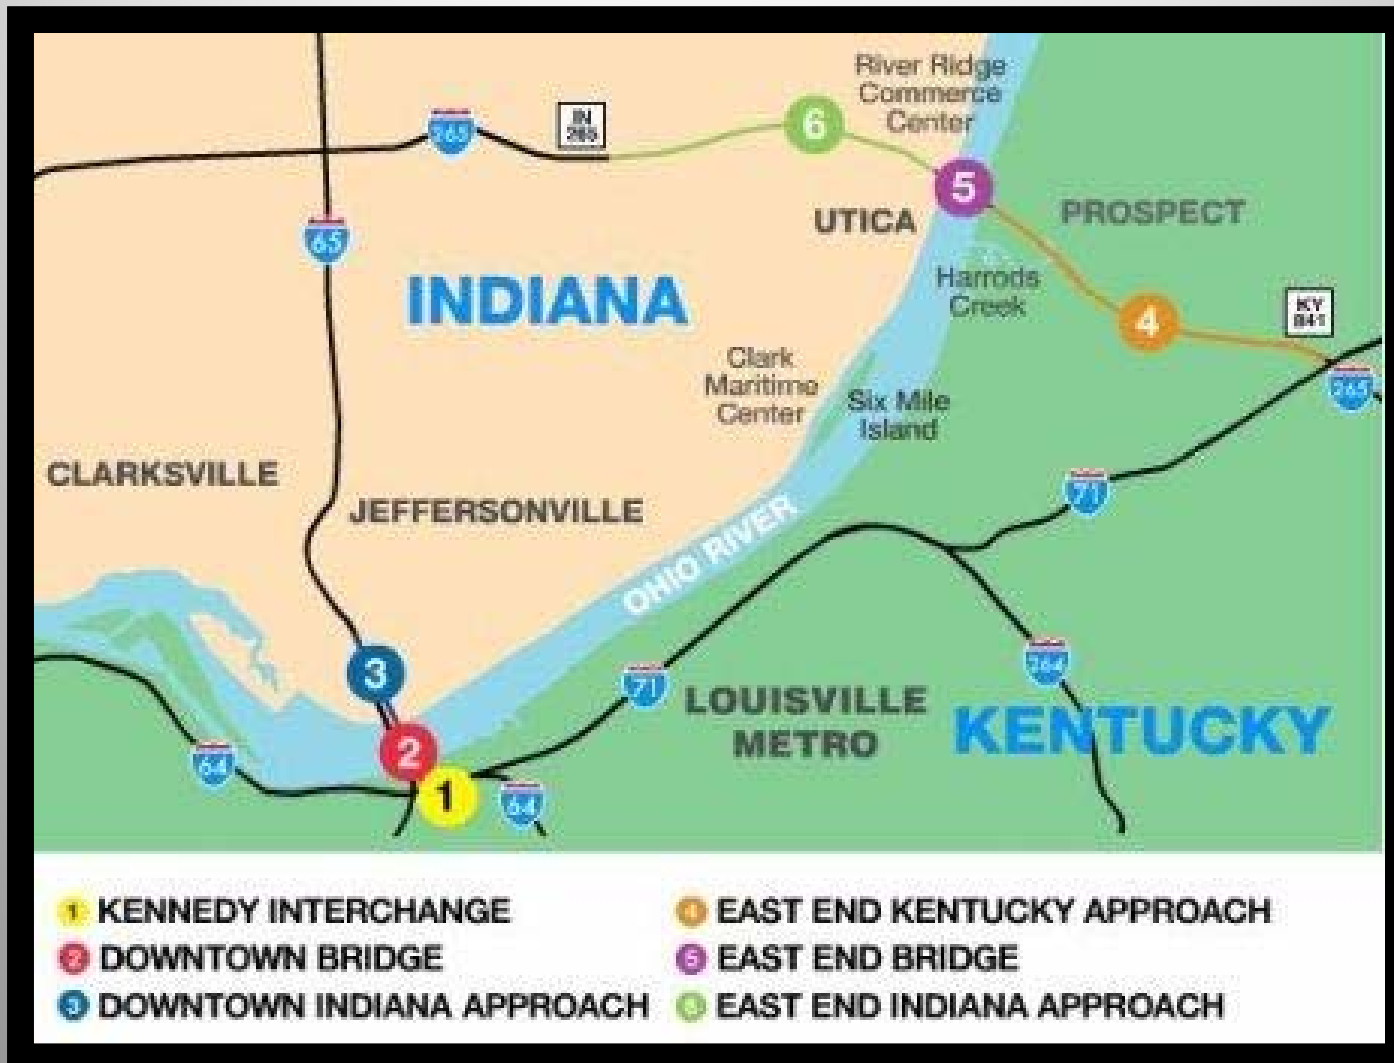 River Ridge
Commerce
Center
265
IN
265
6
5
UTICA
PROSPECT
65
INDIANA
Harrods
Creek
4
KY
841
265
Clark
Maritime
Center
Six Mile
Island
CLARKSVILLE
JEFFERSONVILLE
71
OHIO RIVER
3
264
71
LOUISVILLE
METRO
KENTUCKY
2
64
1
64
1 KENNEDY INTERCHANGE
2 DOWNTOWN BRIDGE
3 DOWNTOWN INDIANA APPROACH
4 EAST END KENTUCKY APPROACH
5 EAST END BRIDGE
6 EAST END INDIANA APPROACH